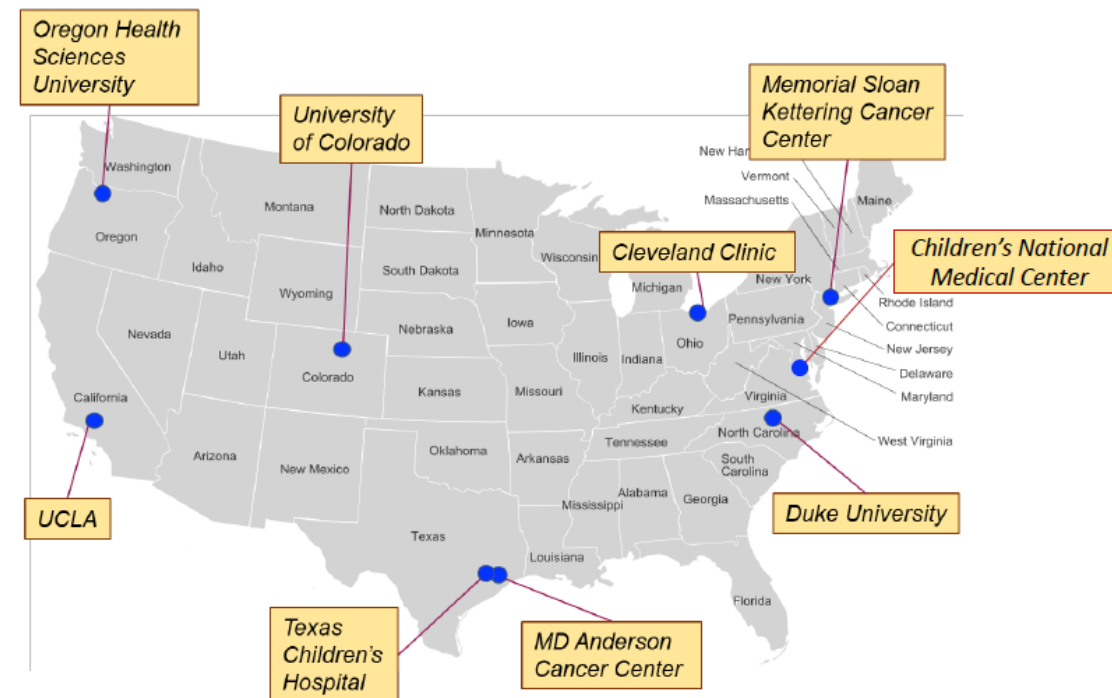 Oregon Health
Sciences
University
University
of Colorado
Memorial Sloan
Kettering Cancer
Center
Cleveland Clinic
Children's National
Medical Center
UCLA
Texas
Children's
Hospital
MD Anderson
Cancer Center
Duke University
Washington
Oregon
Idaho
Montana
Wyoming
Nevada
Utah
Colorado
California
Arizona
New Mexico
North Dakota
South Dakota
Nebraska
Kansas
Oklahoma
Texas
Minnesota
Iowa
Missouri
Arkansas
Louisiana
Wisconsin
Illinois
Michigan
Indiana
Ohio
Kentucky
Tennessee
Mississippi
Alabama
Georgia
Florida
South
Carolina
North Carolina
Virginia
Pennsylvania
New York
Maine
New Ham
Vermont
Massachusetts
Rhode Island
Connecticut
New Jersey
Delaware
Maryland
West Virginia